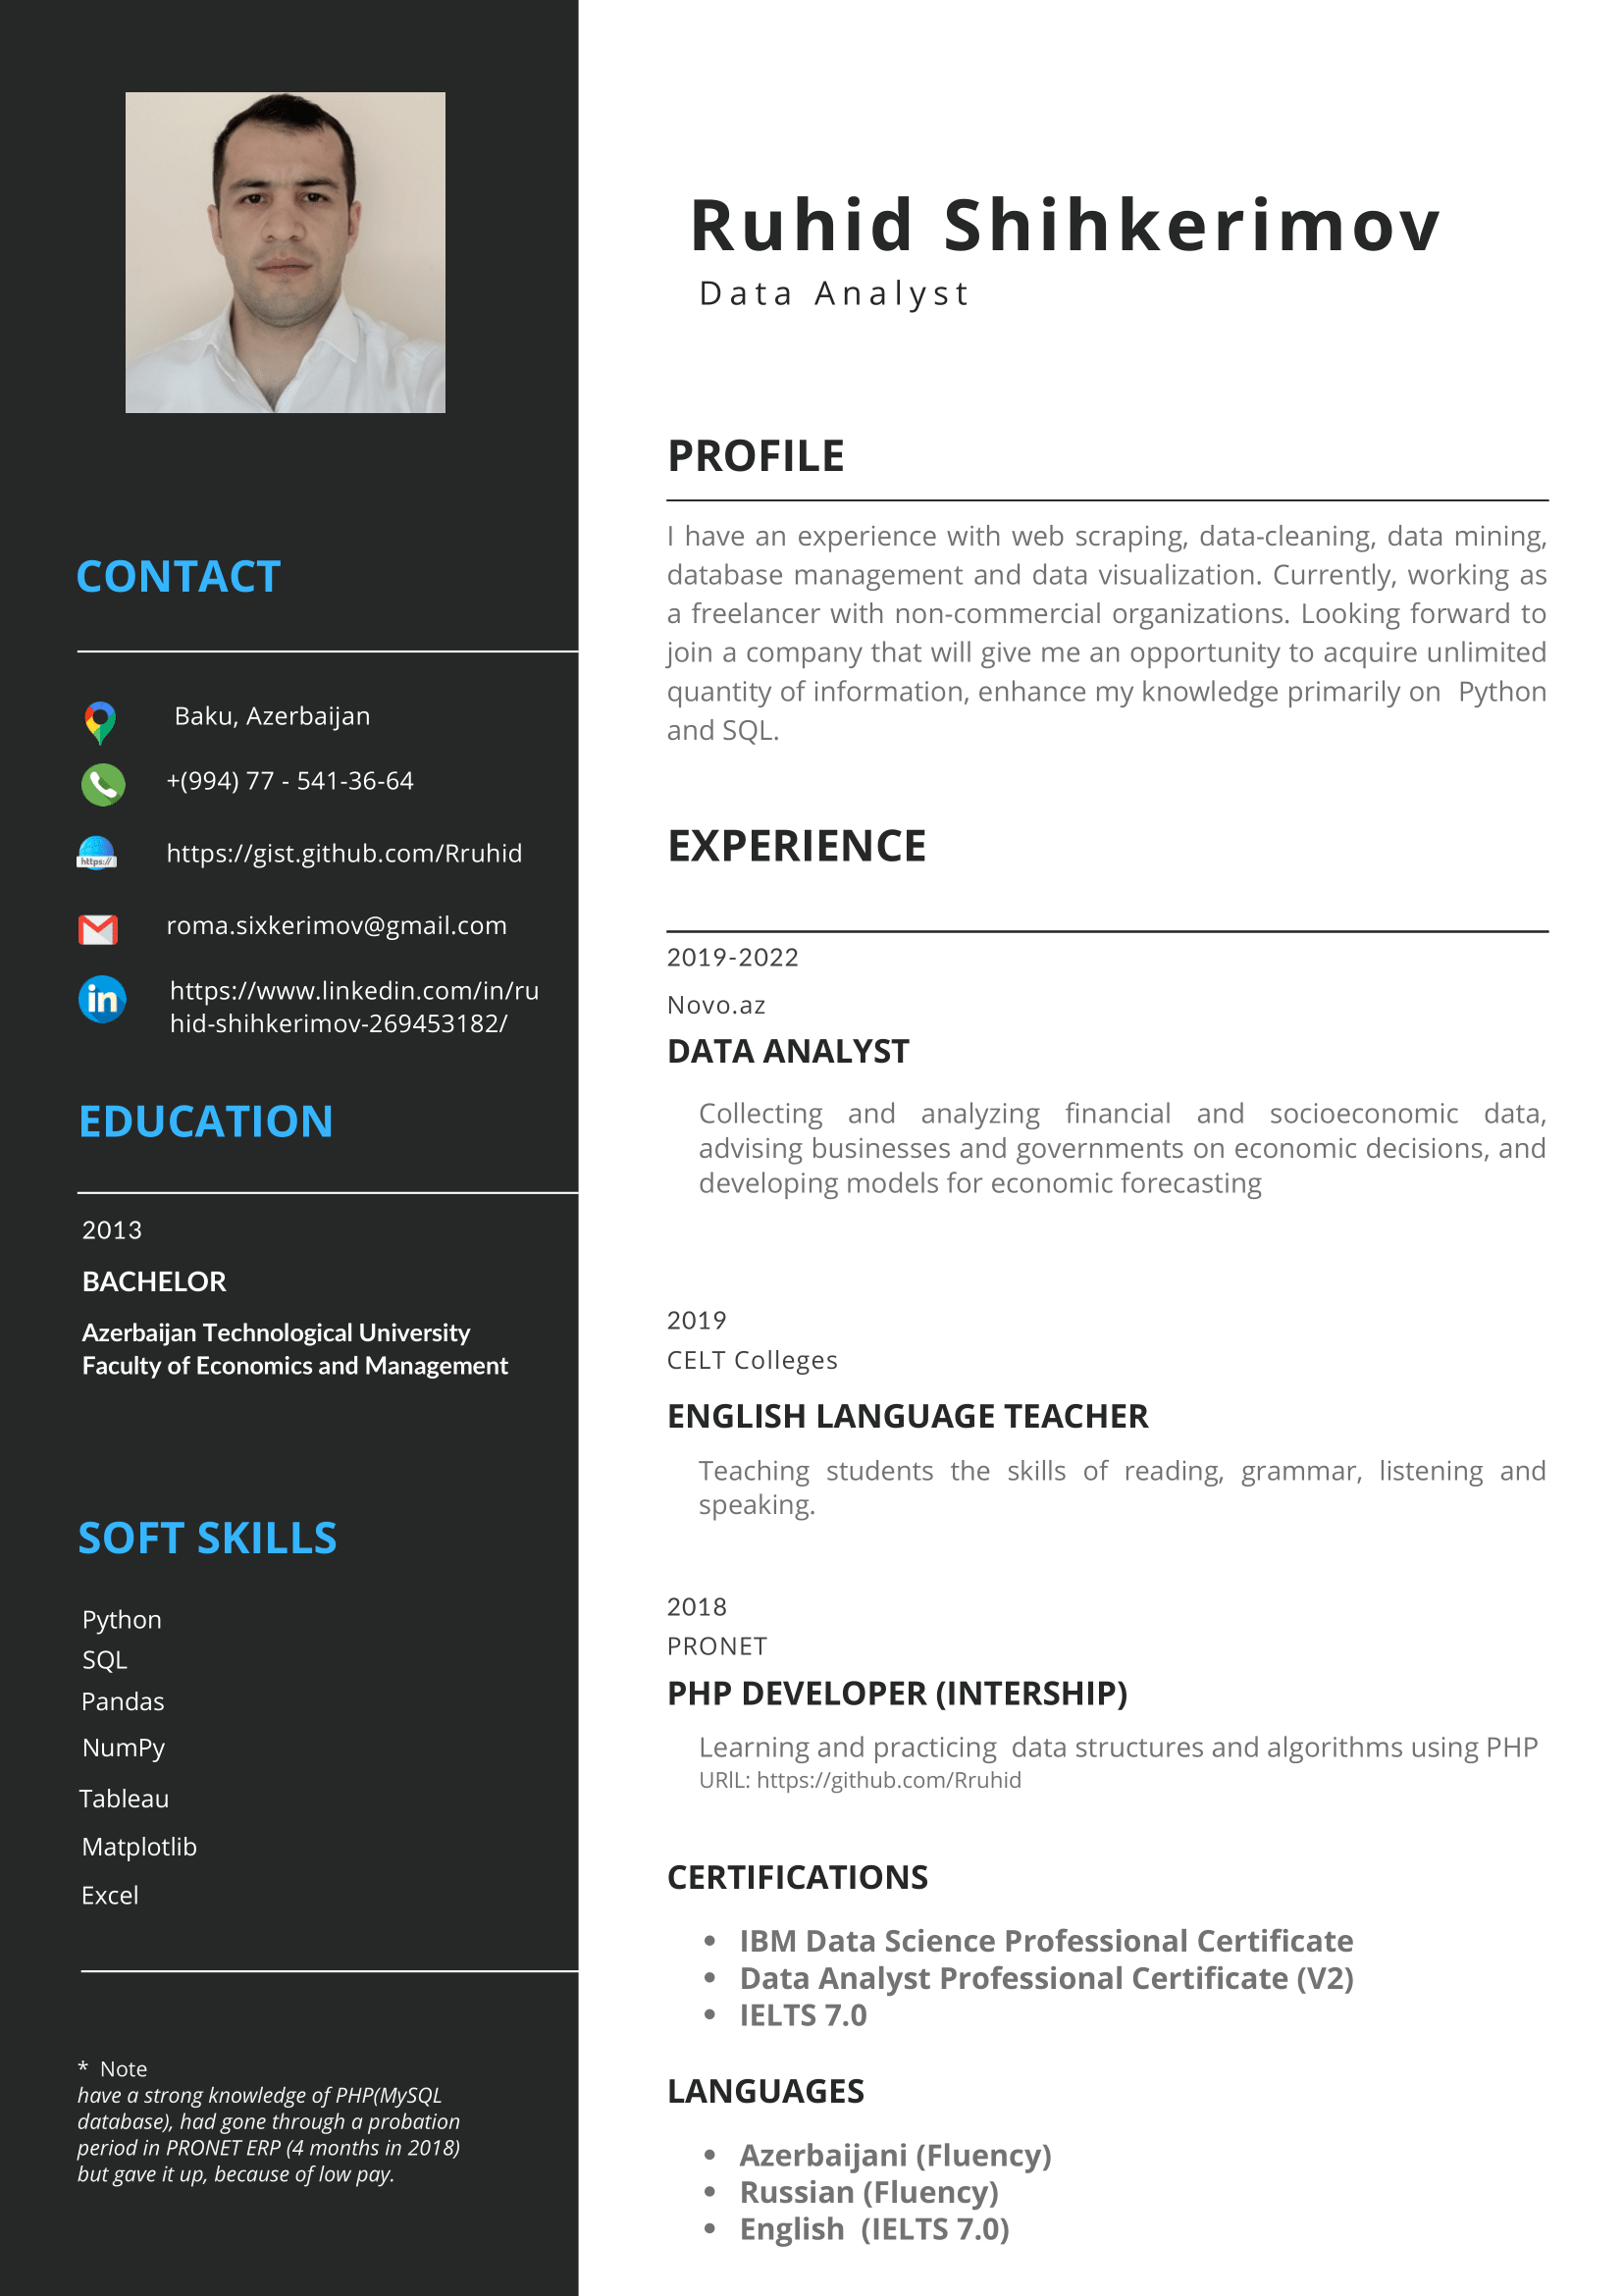 CONTACT
Baku, Azerbaijan
+(994) 77 - 541-36-64
https://
https://gist.github.com/Rruhid
roma.sixkerimov@gmail.com
in
https://www.linkedin.com/in/ru
hid-shihkerimov-269453182/
EDUCATION
2013
BACHELOR
Azerbaijan Technological University
Faculty of Economics and Management
SOFT SKILLS
Python
SQL
Pandas
NumPy
Tableau
Matplotlib
Excel
* Note
have a strong knowledge of PHP(MySQL
database), had gone through a probation
period in PRONET ERP (4 months in 2018)
but gave it up, because of low pay.
Ruhid Shihkerimov
Data Analyst
PROFILE
I have an experience with web scraping, data-cleaning, data mining,
database management and data visualization. Currently, working as
a freelancer with non-commercial organizations. Looking forward to
join a company that will give me an opportunity to acquire unlimited
quantity of information, enhance my knowledge primarily on  Python
and SQL.
EXPERIENCE
2019-2022
Novo.az
DATA ANALYST
Collecting and analyzing financial and socioeconomic data,
advising businesses and governments on economic decisions, and
developing models for economic forecasting
2019
CELT Colleges
ENGLISH LANGUAGE TEACHER
Teaching students the skills of reading, grammar, listening and
speaking.
2018
PRONET
PHP DEVELOPER (INTERSHIP)
Learning and practicing  data structures and algorithms using PHP
URlL: https://github.com/Rruhid
CERTIFICATIONS
• IBM Data Science Professional Certificate
• Data Analyst Professional Certificate (V2)
• IELTS 7.0
LANGUAGES
• Azerbaijani (Fluency)
• Russian (Fluency)
• English  (IELTS 7.0)